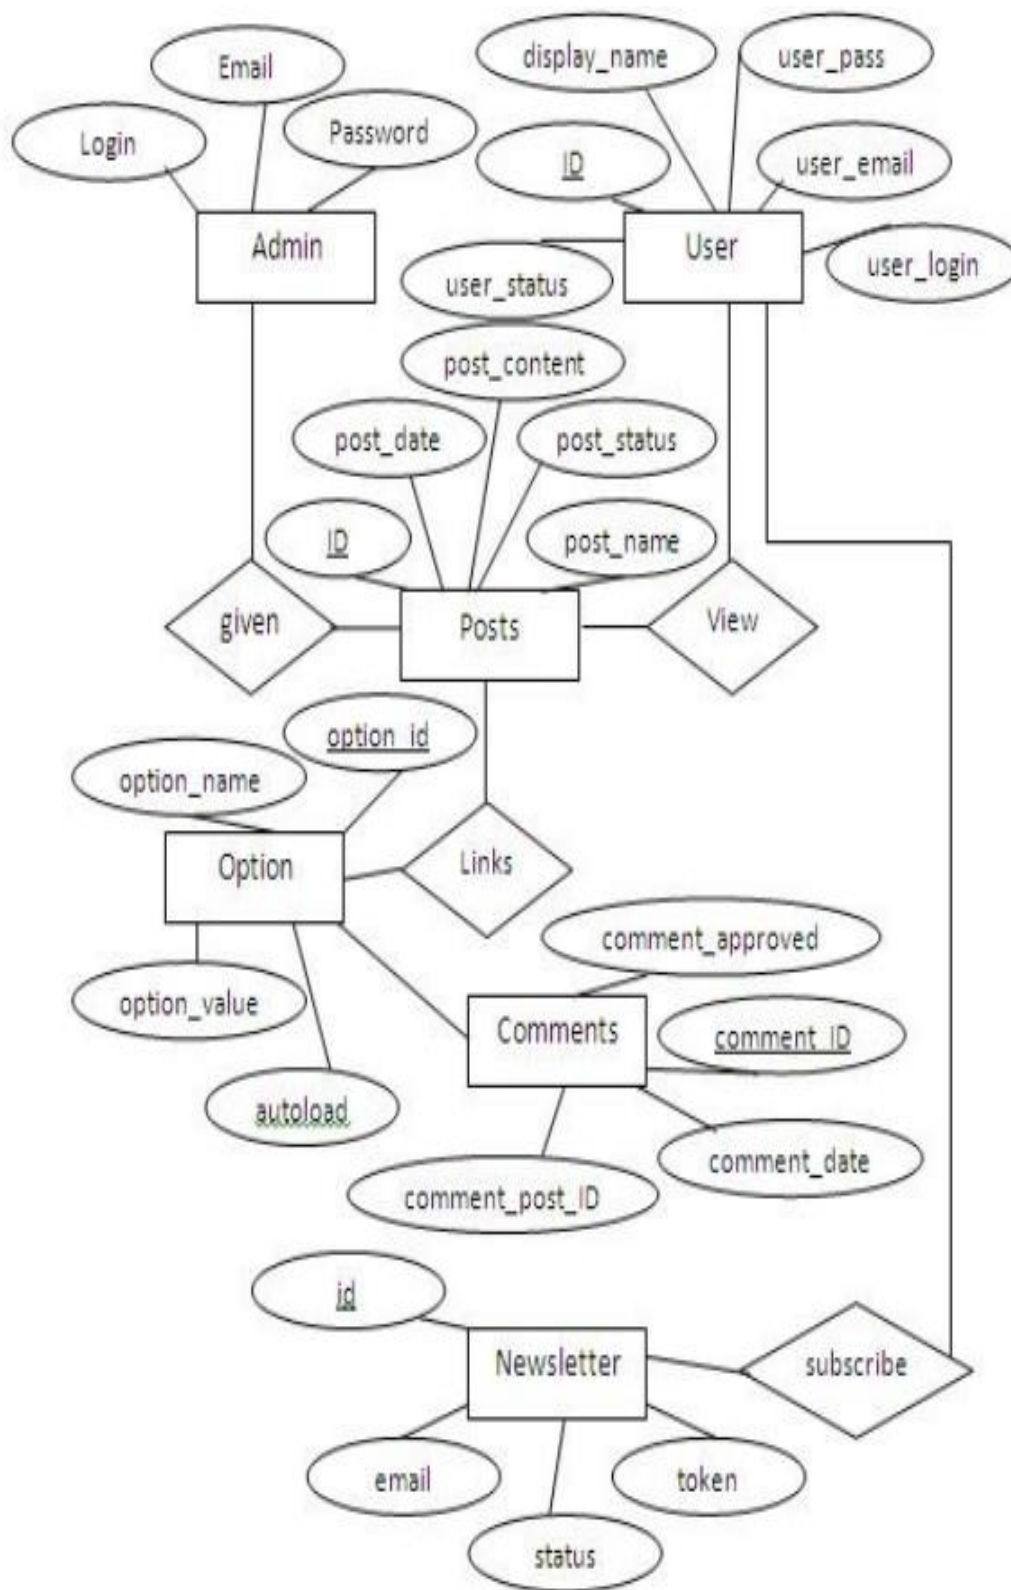 Email
display_name
user_pass
Login
Password
ID
user_email
Admin
User
user_login
user_status
post_content
post_date
post_status
ID
post_name
given
Posts
View
option_id
option_name
Option
Links
comment_approved
option_value
Comments
comment_ID
autoload
comment_date
comment_post_ID
id
Newsletter
subscribe
email
token
status